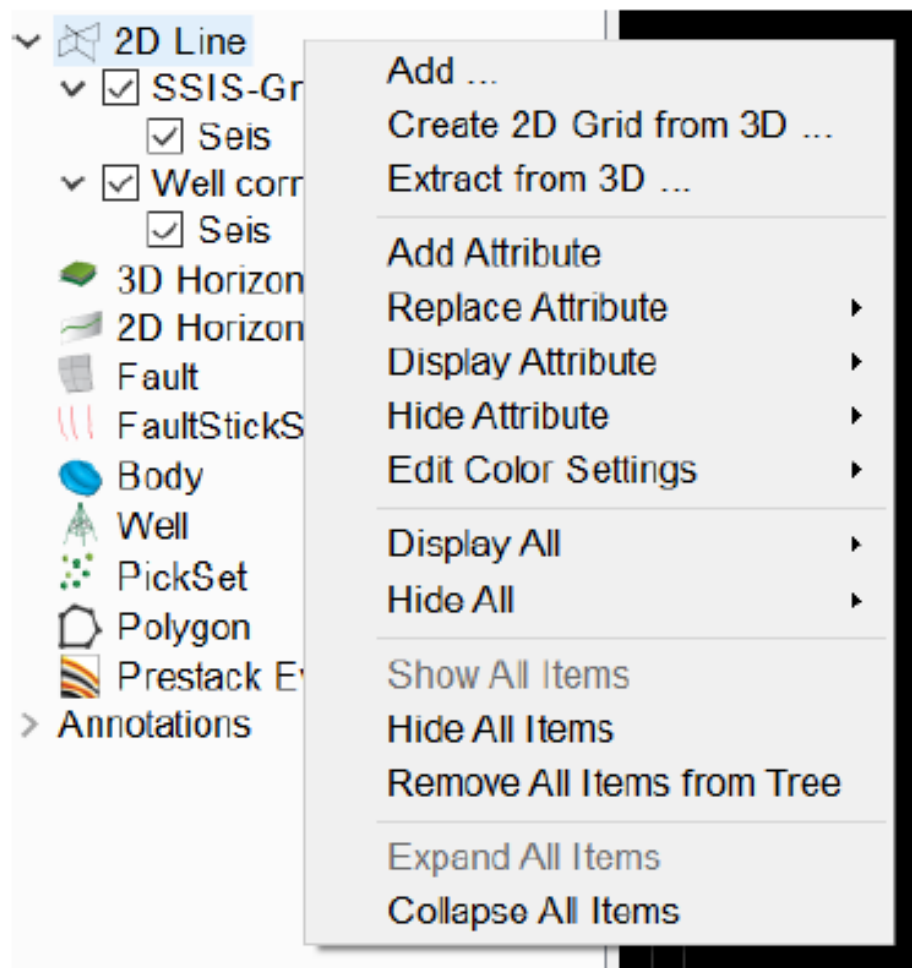 2D Line
SSIS-Gr
Seis
Well corr
Seis
3D Horizon
2D Horizon
Fault
FaultStickS
Body
Well
PickSet
Polygon
Prestack E
Annotations
Add ...
Create 2D Grid from 3D ...
Extract from 3D ...
Add Attribute
Replace Attribute
Display Attribute
Hide Attribute
Edit Color Settings
Display All
Hide All
Show All Items
Hide All Items
Remove All Items from Tree
Expand All Items
Collapse All Items